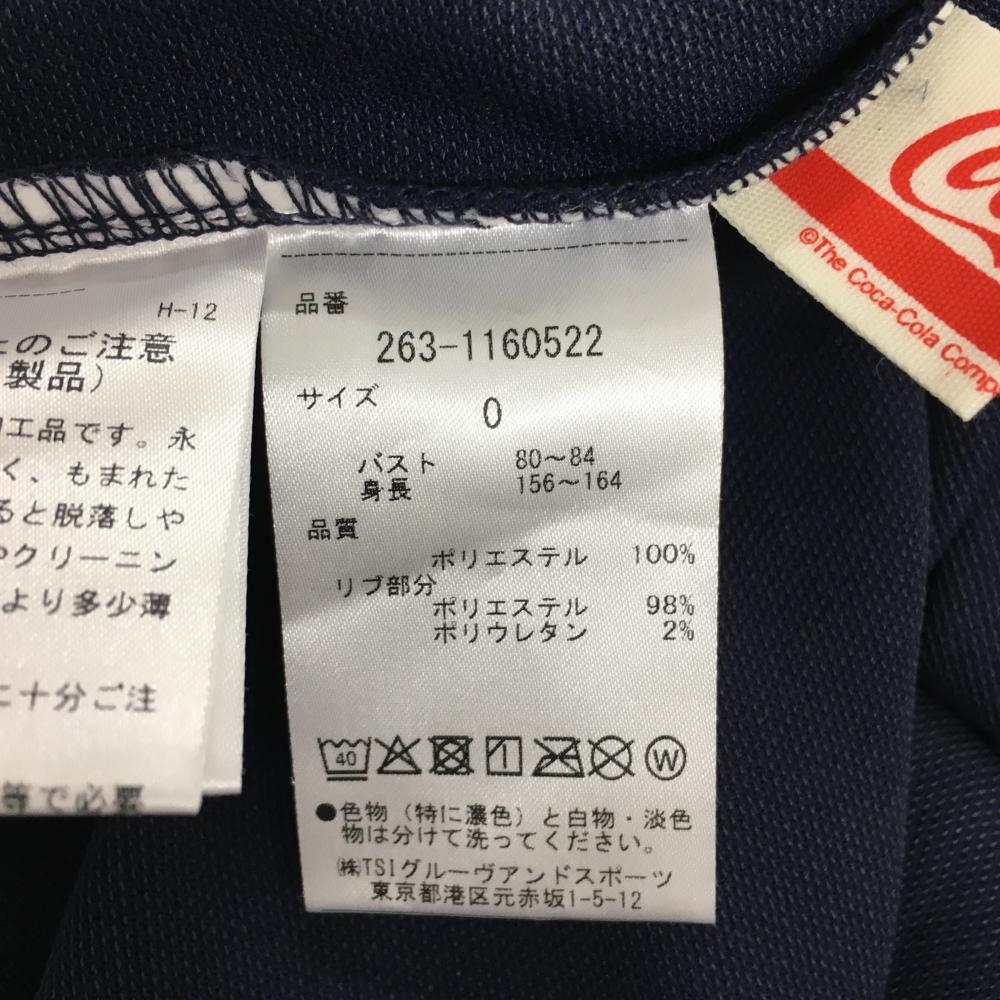 H-12
のご注意
製品)
工品です。永
く、もまれた
ると脱落しや
クリーニン
より多少薄
に十分ご注
等で必要
品番
263-1160522
サイズ
0
バスト 80〜84
身長 156〜164
品質
ポリエステル 100%
リブ部分
ポリエステル 98%
ポリウレタン 2%
40
W
●色物(特に濃色)と白物・淡色
物は分けて洗ってください。
㈱TSIグルーヴアンドスポーツ
東京都港区元赤坂1-5-12
©The Coca-Cola Comp